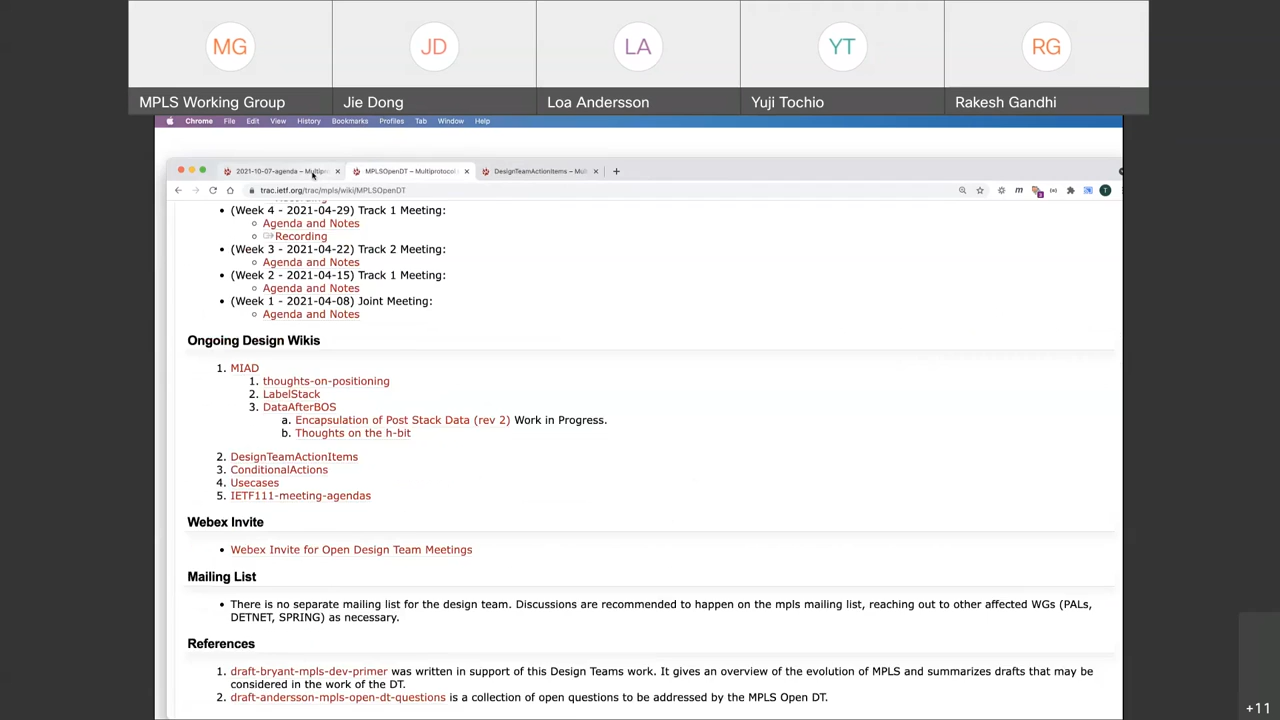 MG JD LA YT RG
MPLS Working Group Jie Dong Loa Andersson Yuji Tochio Rakesh Gandhi
Chrome File Edit View History Bookmarks Profiles Tab Window Help
2021-10-07-agenda – Multipr MPLSOpenDT – Multiprotocol DesignTeamActionItems – Mul
trac.ietf.org/trac/mpls/wiki/MPLSOpenDT
• (Week 4 - 2021-04-29) Track 1 Meeting:
Agenda and Notes
Recording
• (Week 3 - 2021-04-22) Track 2 Meeting:
Agenda and Notes
• (Week 2 - 2021-04-15) Track 1 Meeting:
Agenda and Notes
• (Week 1 - 2021-04-08) Joint Meeting:
Agenda and Notes
Ongoing Design Wikis
1. MIAD
1. thoughts-on-positioning
2. LabelStack
3. DataAfterBOS
a. Encapsulation of Post Stack Data (rev 2) Work in Progress.
b. Thoughts on the h-bit
2. DesignTeamActionItems
3. ConditionalActions
4. Usecases
5. IETF111-meeting-agendas
Webex Invite
• Webex Invite for Open Design Team Meetings
Mailing List
• There is no separate mailing list for the design team. Discussions are recommended to happen on the mpls mailing list, reaching out to other affected WGs (PALs,
DETNET, SPRING) as necessary.
References
1. draft-bryant-mpls-dev-primer was written in support of this Design Teams work. It gives an overview of the evolution of MPLS and summarizes drafts that may be
considered in the work of the DT.
2. draft-andersson-mpls-open-dt-questions is a collection of open questions to be addressed by the MPLS Open DT.
+11